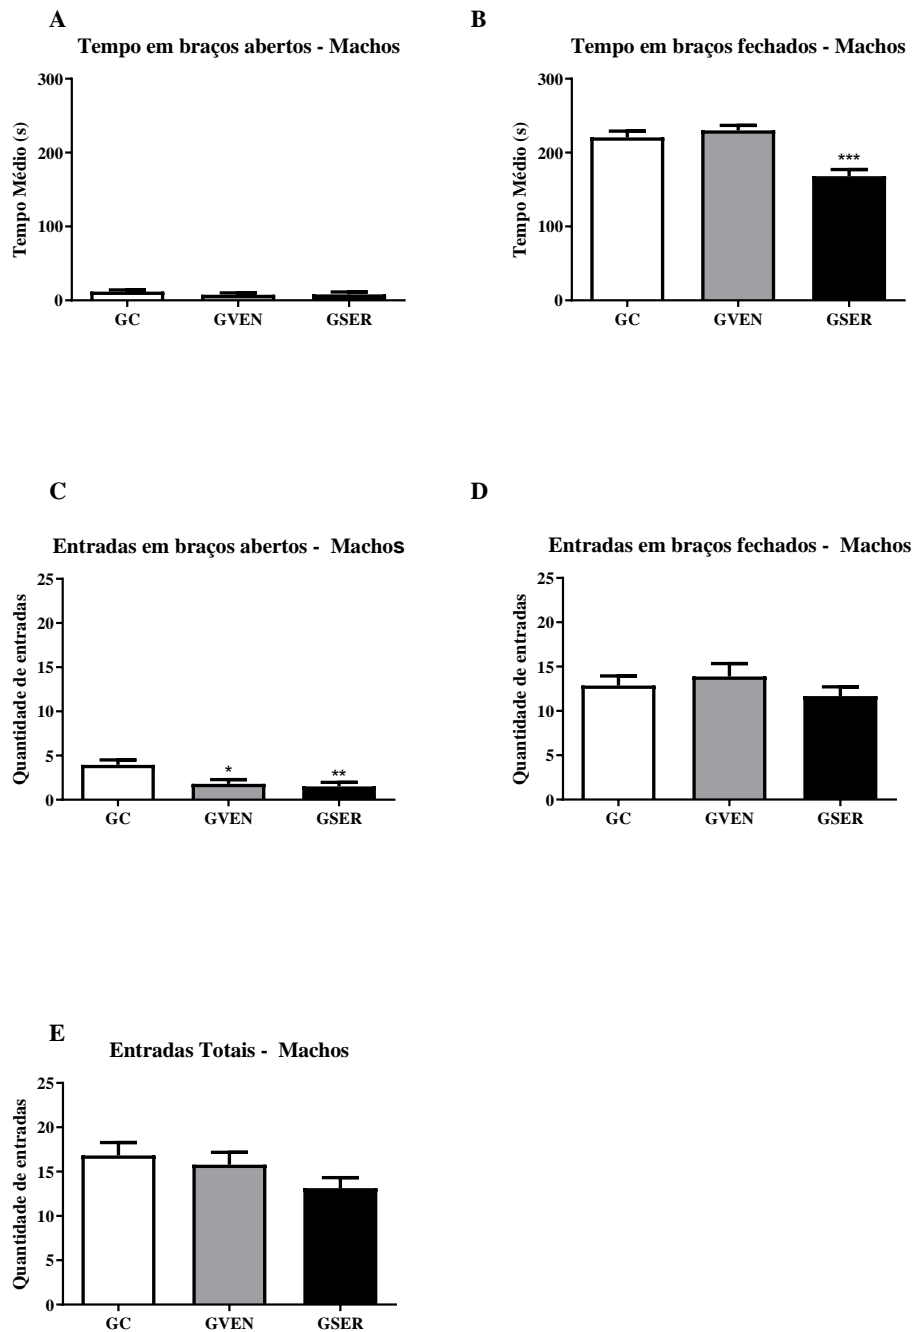 A
Tempo em braços abertos - Machos
300
200
100
0
Tempo Médio (s)
GC GVEN GSER
B
Tempo em braços fechados - Machos
300
200
100
0
Tempo Médio (s)
***
GC GVEN GSER
C
Entradas em braços abertos - Machos
25
20
15
10
5
0
Quantidade de entradas
*
**
GC GVEN GSER
D
Entradas em braços fechados - Machos
25
20
15
10
5
0
Quantidade de entradas
GC GVEN GSER
E
Entradas Totais - Machos
25
20
15
10
5
0
Quantidade de entradas
GC GVEN GSER